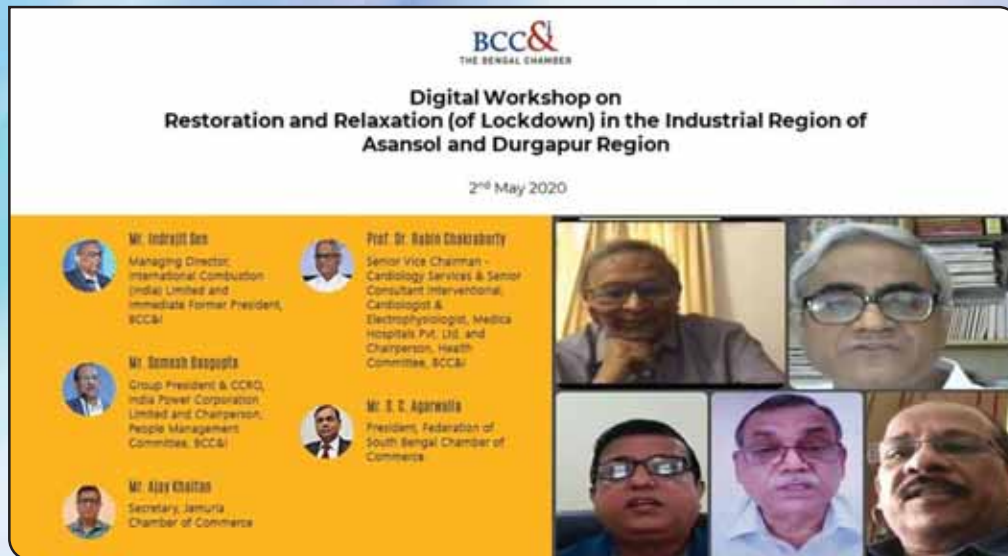 BCC&i
THE BENGAL CHAMBER
Digital Workshop on
Restoration and Relaxation (of Lockdown) in the Industrial Region of
Asansol and Durgapur Region
2nd May 2020
Mr. Indrajit Sen
Managing Director,
International Combustion
(India) Limited and
Immediate Former President,
BCC&I
Mr. Somesh Dasgupta
Group President & CCRO,
India Power Corporation
Limited and Chairperson,
People Management
Committee, BCC&I
Mr. Ajay Khaitan
Secretary, Jamuria
Chamber of Commerce
Prof. Dr. Rabin Chakraborty
Senior Vice Chairman -
Cardiology Services & Senior
Consultant Interventional,
Cardiologist &
Electrophysiologist, Medica
Hospitals Pvt. Ltd. and
Chairperson, Health
Committee, BCC&I
Mr. S. C. Agarwalla
President, Federation of
South Bengal Chamber of
Commerce